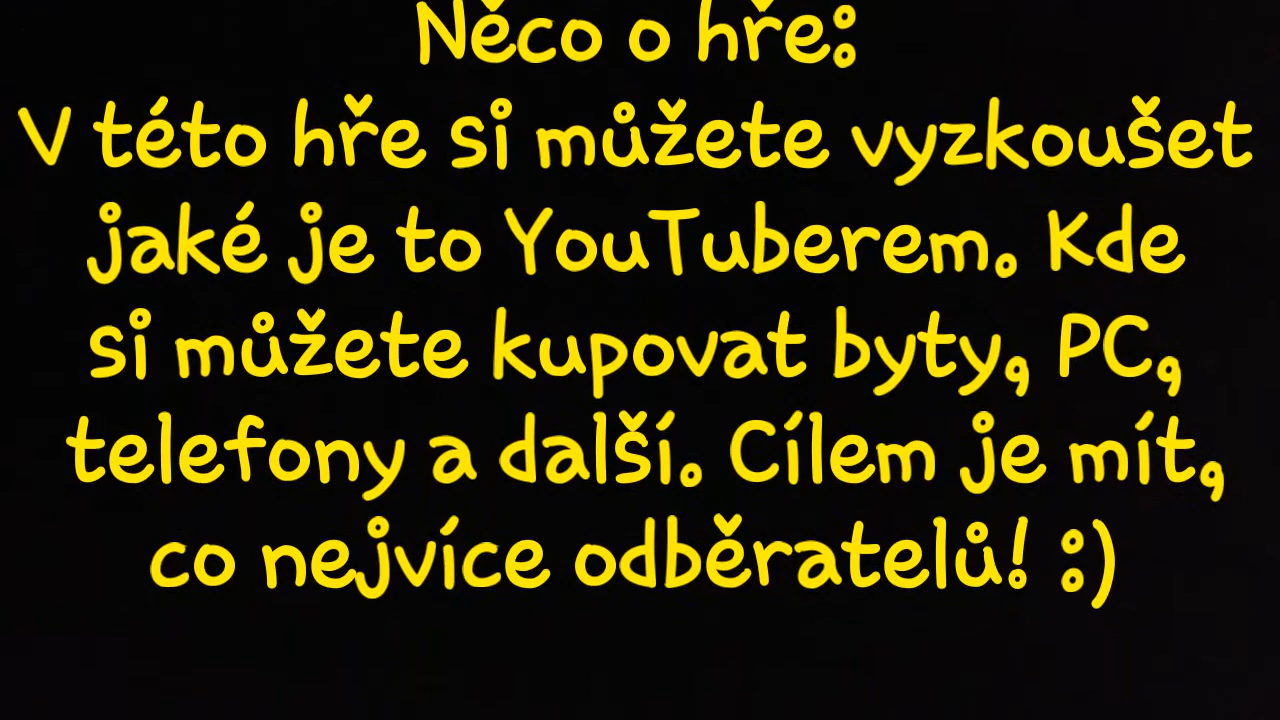 Něco o hře:
V této hře si můžete vyzkoušet
jaké je to YouTuberem. Kde
si můžete kupovat byty, PC,
telefony a další. Cílem je mít,
co nejvíce odběratelů! :)